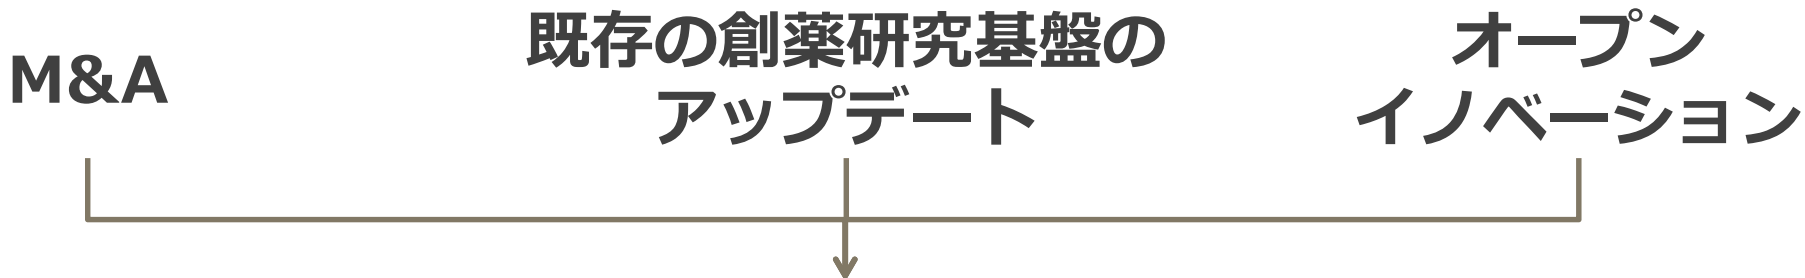 M&A
既存の創薬研究基盤の
アップデート
オープン
イノベーション